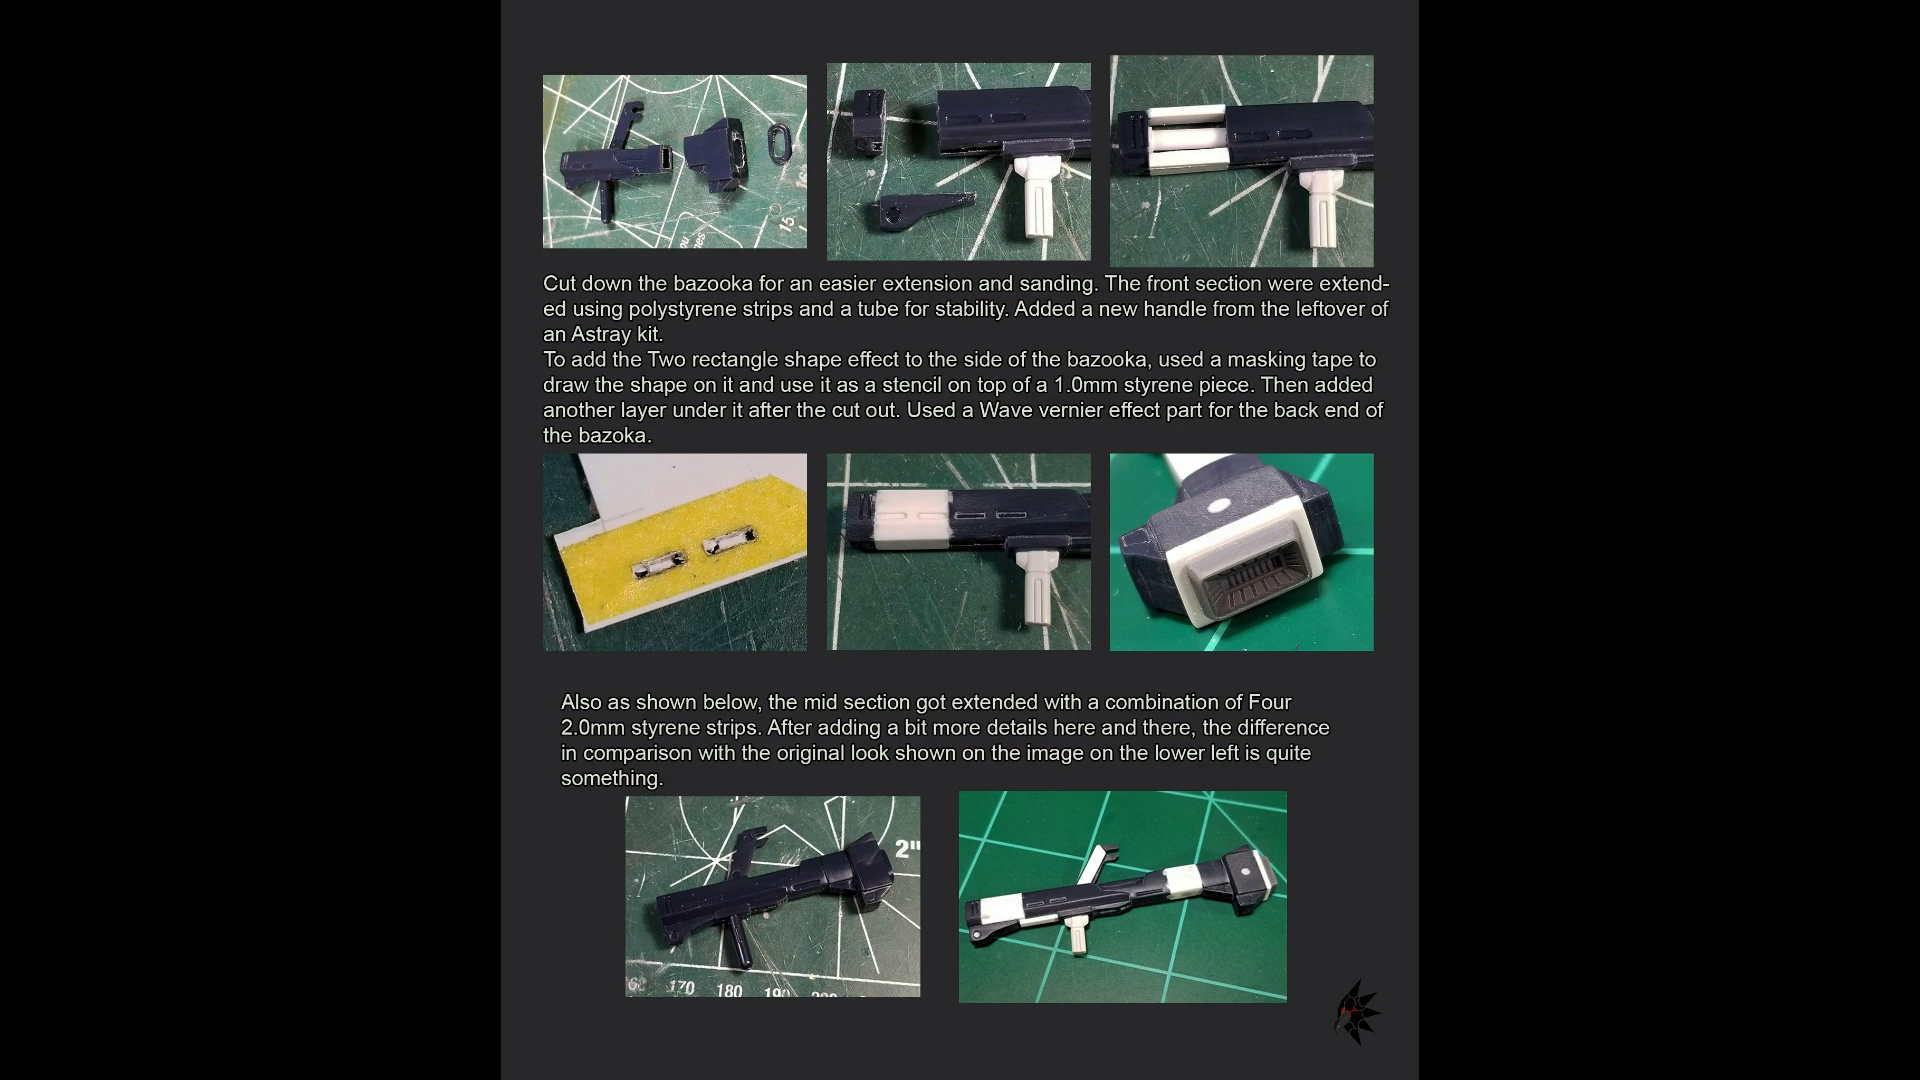 15
Cut down the bazooka for an easier extension and sanding. The front section were extend-
ed using polystyrene strips and a tube for stability. Added a new handle from the leftover of
an Astray kit.
To add the Two rectangle shape effect to the side of the bazooka, used a masking tape to
draw the shape on it and use it as a stencil on top of a 1.0mm styrene piece. Then added
another layer under it after the cut out. Used a Wave vernier effect part for the back end of
the bazoka.
Also as shown below, the mid section got extended with a combination of Four
2.0mm styrene strips. After adding a bit more details here and there, the difference
in comparison with the original look shown on the image on the lower left is quite
something.
2"
170 180 190